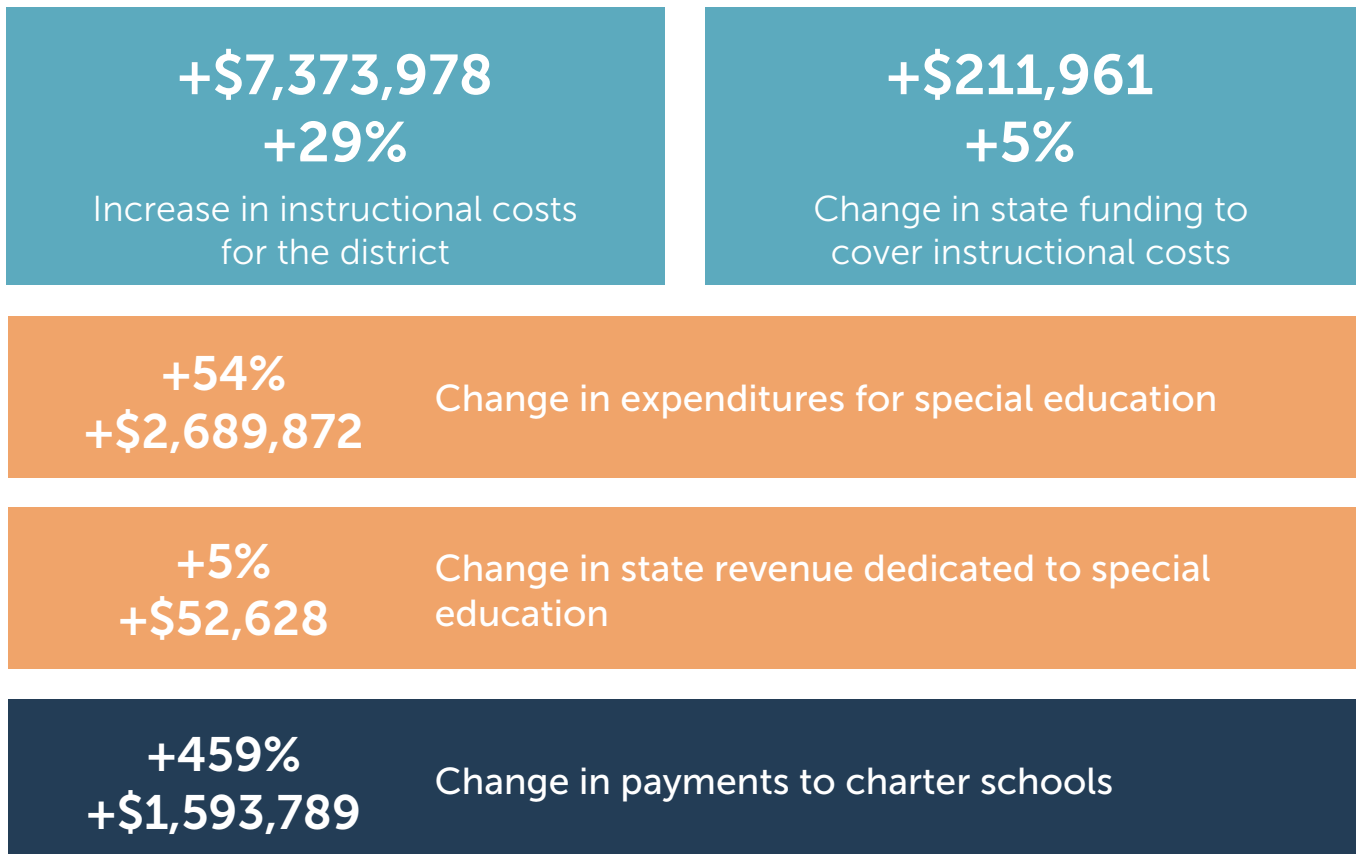 +$7,373,978
+29%
Increase in instructional costs
for the district
+$211,961
+5%
Change in state funding to
cover instructional costs
+54%
+$2,689,872
Change in expenditures for special education
+5%
+$52,628
Change in state revenue dedicated to special
education
+459%
+$1,593,789
Change in payments to charter schools